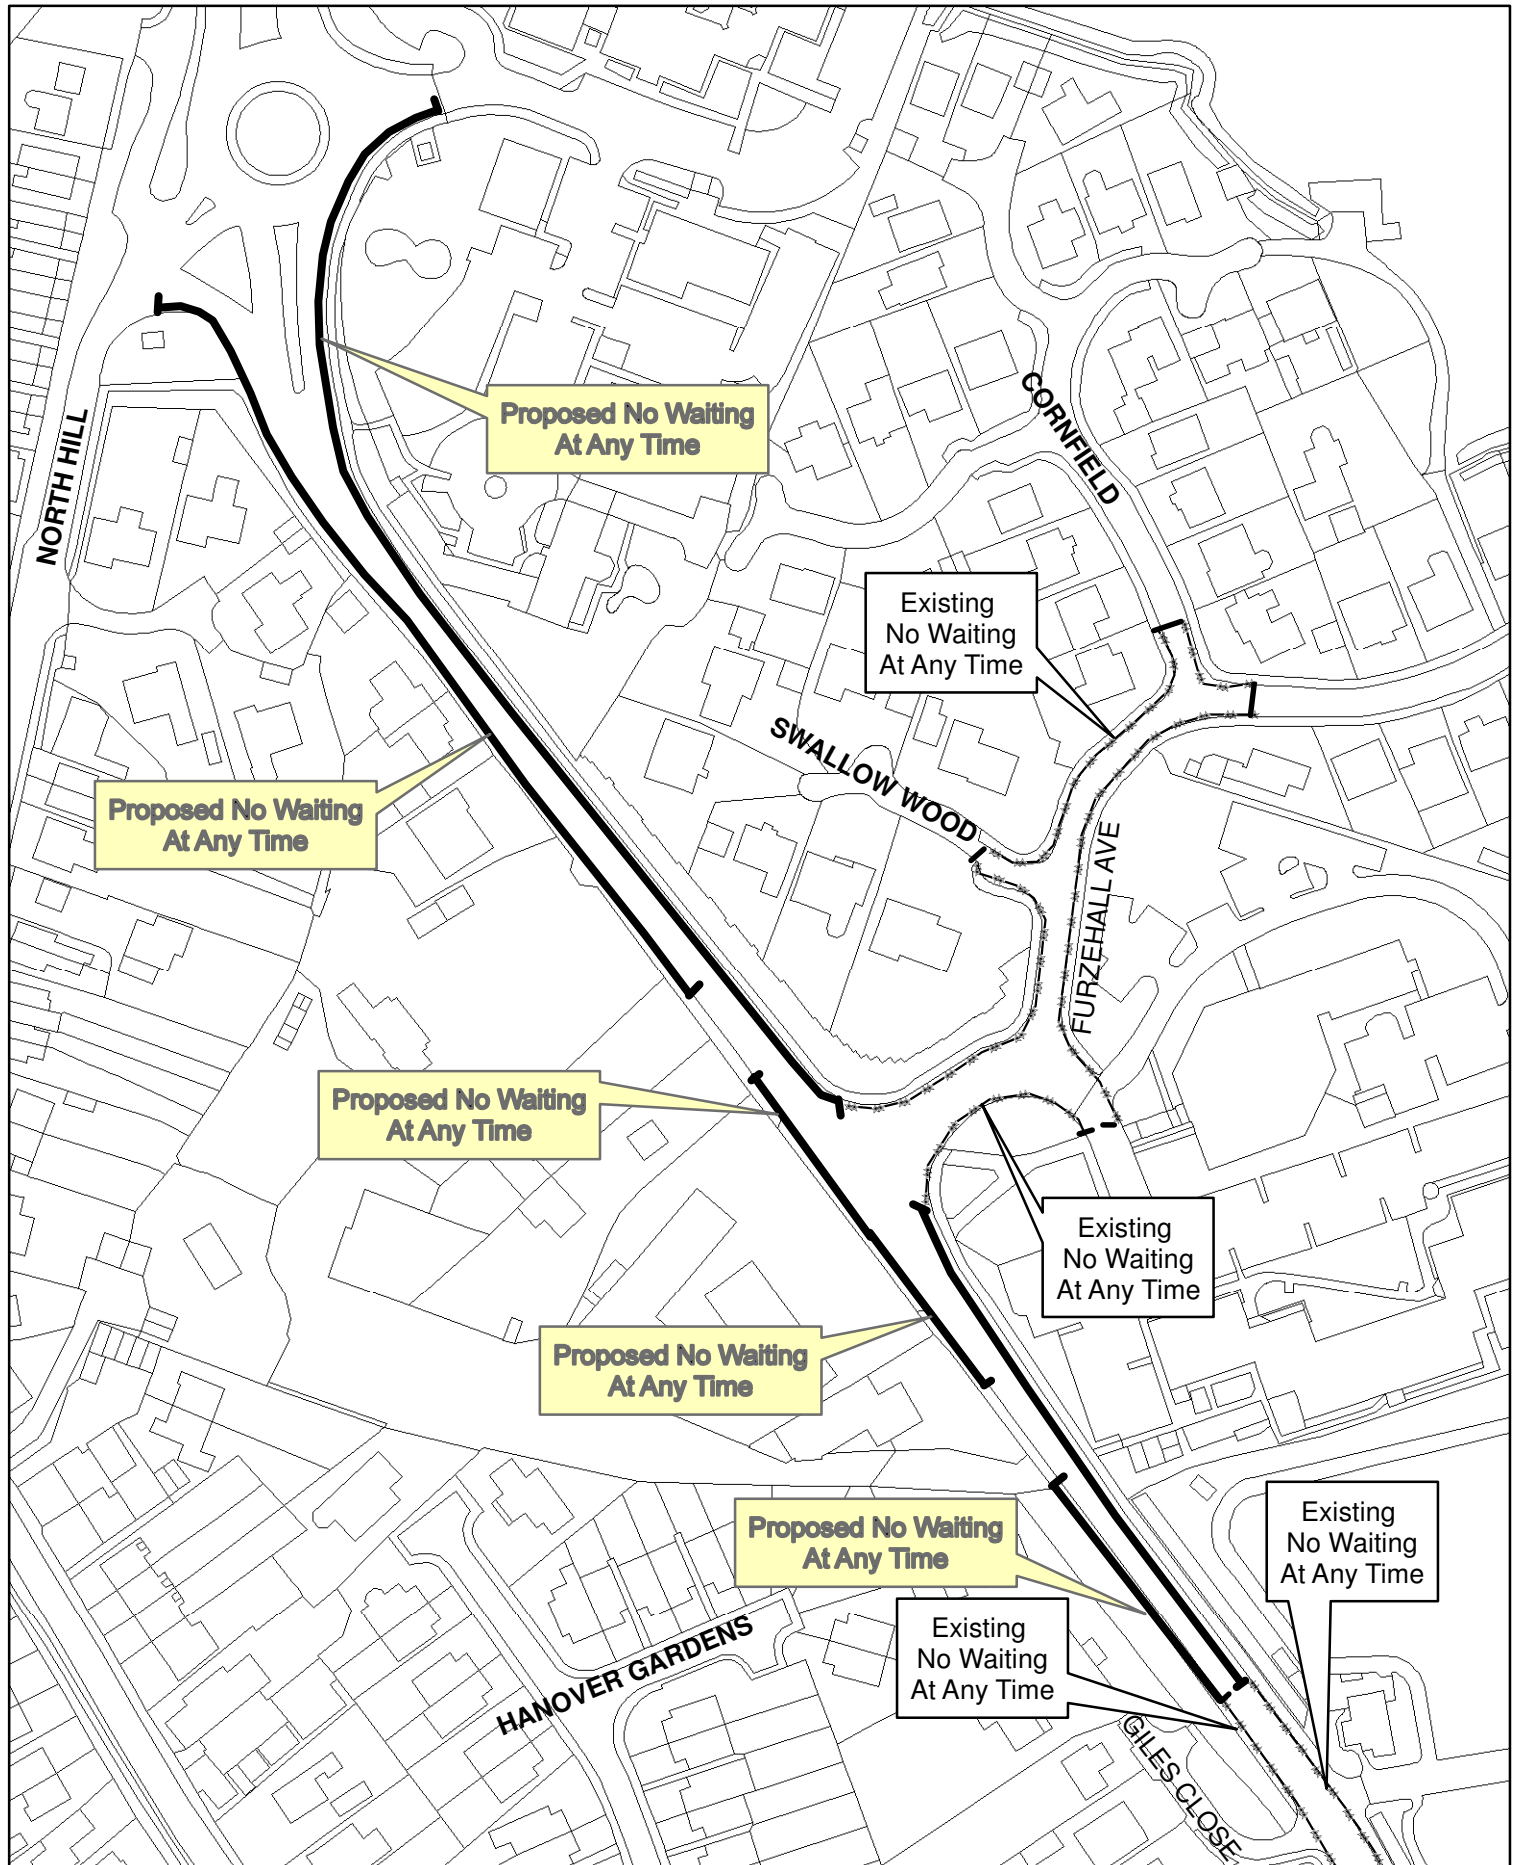 Proposed No Waiting
At Any Time
CORNFIELD
NORTH HILL
Existing
No Waiting
At Any Time
SWALLOW WOOD
Proposed No Waiting
At Any Time
FURZEHALL AVE
Proposed No Waiting
At Any Time
Existing
No Waiting
At Any Time
Proposed No Waiting
At Any Time
Proposed No Waiting
At Any Time
Existing
No Waiting
At Any Time
Existing
No Waiting
At Any Time
HANOVER GARDENS
GILES CLOSE